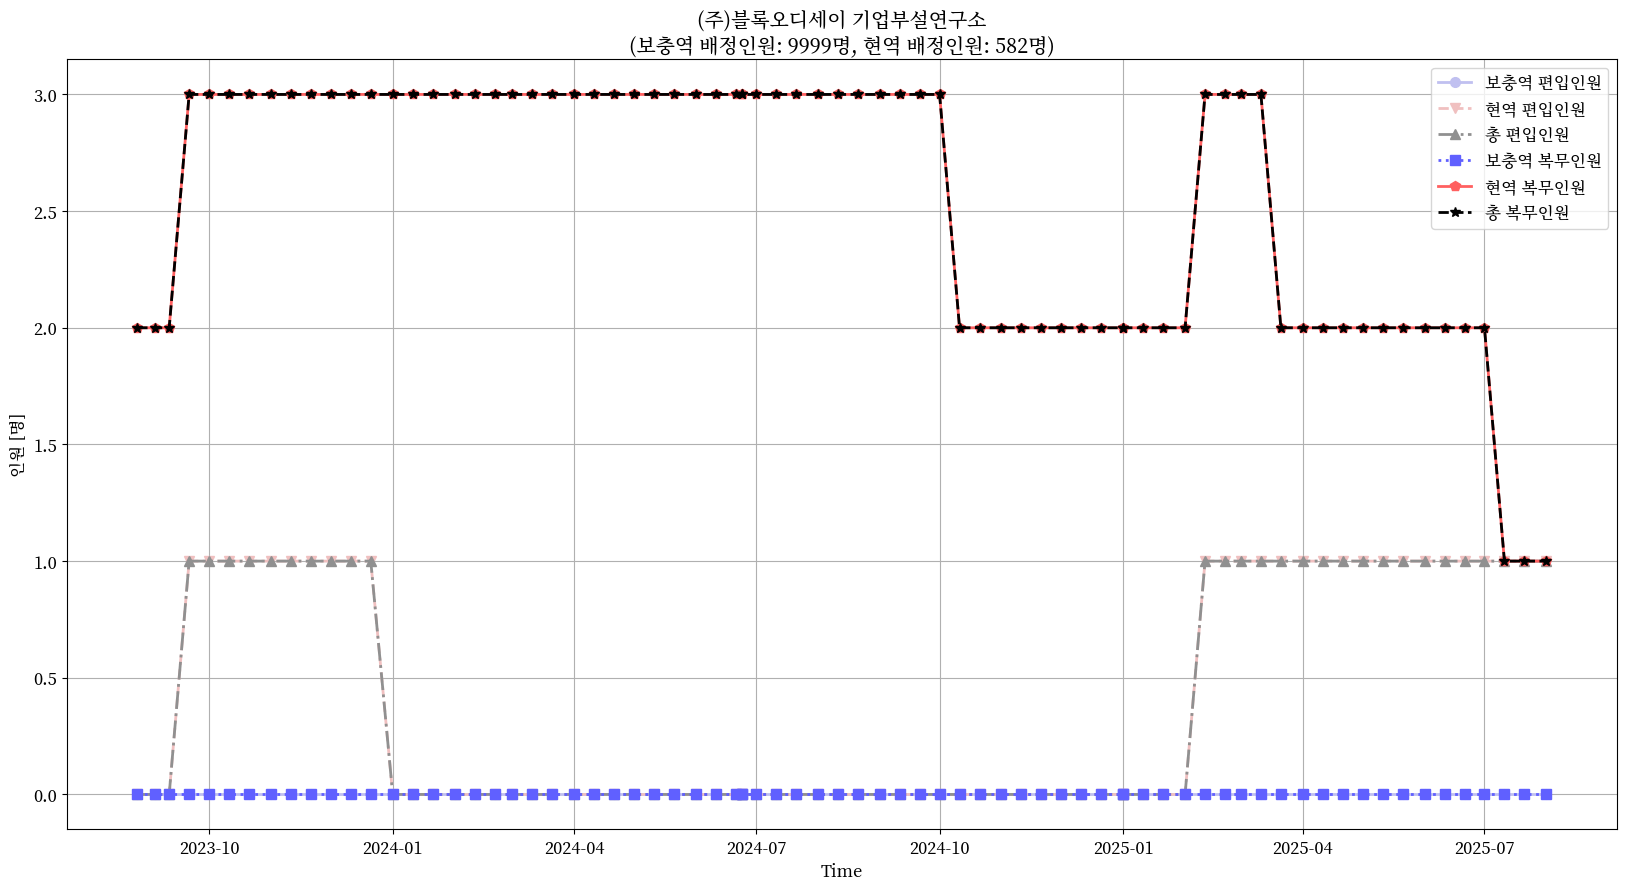 (주)블록오디세이 기업부설연구소
(보충역 배정인원: 9999명, 현역 배정인원: 582명)
보충역 편입인원
현역 편입인원
총 편입인원
보충역 복무인원
현역 복무인원
총 복무인원
인원 [명]
3.0
2.5
2.0
1.5
1.0
0.5
0.0
2023-10
2024-01
2024-04
2024-07
2024-10
2025-01
2025-04
2025-07
Time